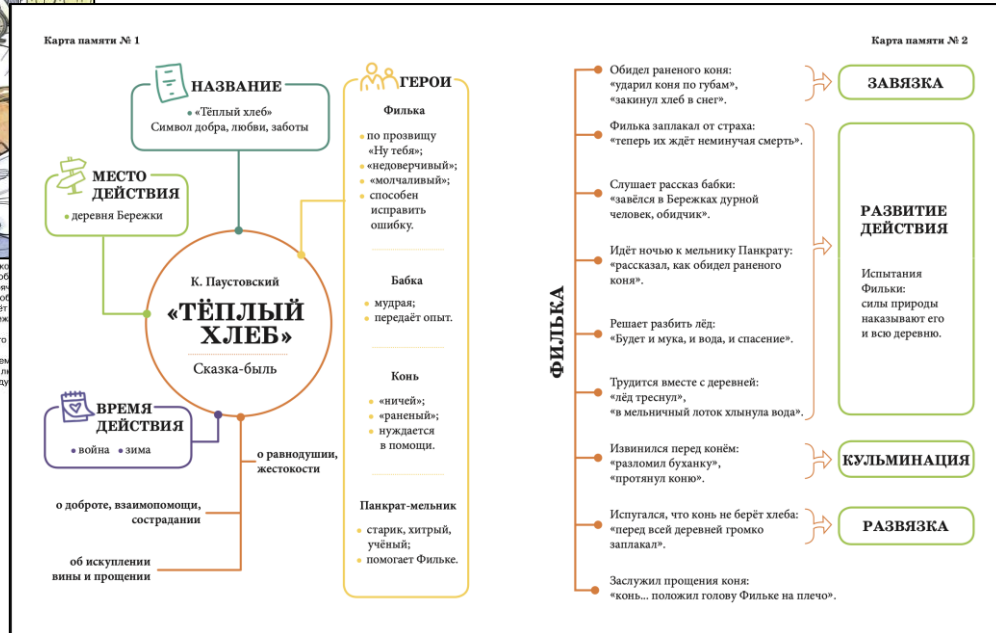 Карта памяти № 1
НАЗВАНИЕ
• «Тёплый хлеб»
Символ добра, любви, заботы
МЕСТО
ДЕЙСТВИЯ
• деревня Бережки
К. Паустовский
«ТЁПЛЫЙ
ХЛЕБ»
Сказка-быль
ВРЕМЯ
ДЕЙСТВИЯ
• война • зима
о равнодушии,
жестокости
о доброте, взаимопомощи,
сострадании
об искуплении
вины и прощении
ГЕРОИ
Филька
• по прозвищу
«Ну тебя»;
• «недоверчивый»;
• «молчаливый»;
• способен
исправить
ошибку.
Бабка
• мудрая;
• передаёт опыт.
Конь
• «ничей»;
• «раненый»;
• нуждается
в помощи.
Панкрат-мельник
• старик, хитрый,
учёный;
• помогает Фильке.
Карта памяти № 2
ФИЛЬКА
Обидел раненого коня:
«ударил коня по губам»,
«закинул хлеб в снег».
ЗАВЯЗКА
Филька заплакал от страха:
«теперь их ждёт неминучая смерть».
Слушает рассказ бабки:
«завёлся в Бережках дурной
человек, обидчик».
Идёт ночью к мельнику Панкрату:
«рассказал, как обидел раненого
коня».
Решает разбить лёд:
«Будет и мука, и вода, и спасение».
Трудится вместе с деревней:
«лёд треснул»,
«в мельничный лоток хлынула вода».
РАЗВИТИЕ
ДЕЙСТВИЯ
Испытания
Фильки:
силы природы
наказывают его
и всю деревню.
Извинился перед конём:
«разломил буханку»,
«протянул коню».
КУЛЬМИНАЦИЯ
Испугался, что конь не берёт хлеба:
«перед всей деревней громко
заплакал».
РАЗВЯЗКА
Заслужил прощения коня:
«конь... положил голову Фильке на плечо».